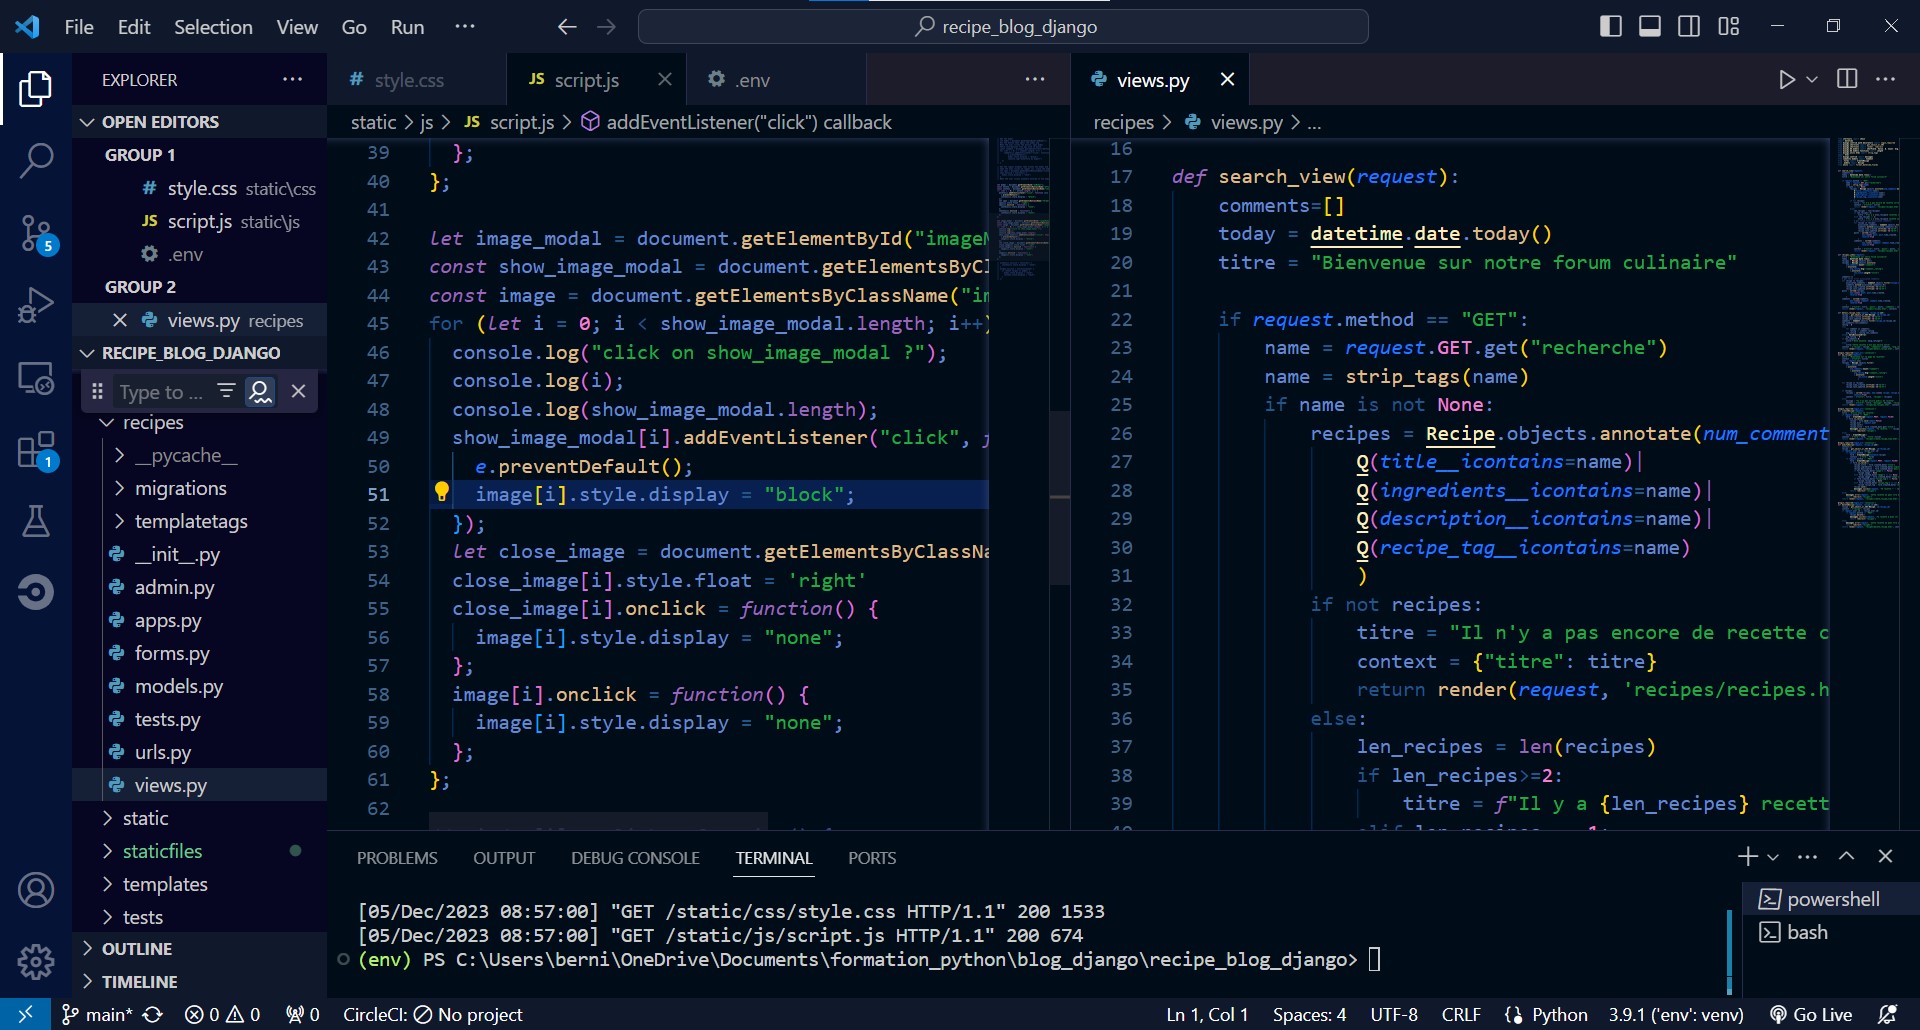 File Edit Selection View Go Run ···
recipe_blog_django
EXPLORER
OPEN EDITORS
GROUP 1
# style.css static\css
JS script.js static\js
.env
GROUP 2
views.py recipes
RECIPE_BLOG_DJANGO
Type to ...
recipes
__pycache__
migrations
templatetags
__init__.py
admin.py
apps.py
forms.py
models.py
tests.py
urls.py
views.py
static
staticfiles
templates
tests
OUTLINE
TIMELINE
5
1
# style.css JS script.js .env
static > js > JS script.js > addEventListener("click") callback
39 };
40 };
41
42 let image_modal = document.getElementById("image
43 const show_image_modal = document.getElementsByCl
44 const image = document.getElementsByClassName("i
45 for (let i = 0; i < show_image_modal.length; i++)
46 console.log("click on show_image_modal ?");
47 console.log(i);
48 console.log(show_image_modal.length);
49 show_image_modal[i].addEventListener("click",
50 e.preventDefault();
51 image[i].style.display = "block";
52 });
53 let close_image = document.getElementsByClassNa
54 close_image[i].style.float = 'right'
55 close_image[i].onclick = function() {
56 image[i].style.display = "none";
57 };
58 image[i].onclick = function() {
59 image[i].style.display = "none";
60 };
61 };
62
views.py
recipes > views.py > ...
16
17 def search_view(request):
18 comments=[]
19 today = datetime.date.today()
20 titre = "Bienvenue sur notre forum culinaire"
21
22 if request.method == "GET":
23 name = request.GET.get("recherche")
24 name = strip_tags(name)
25 if name is not None:
26 recipes = Recipe.objects.annotate(num_comment
27 Q(title__icontains=name)|
28 Q(ingredients__icontains=name)|
29 Q(description__icontains=name)|
30 Q(recipe_tag__icontains=name)
31 )
32 if not recipes:
33 titre = "Il n'y a pas encore de recette c
34 context = {"titre": titre}
35 return render(request, 'recipes/recipes.h
36 else:
37 len_recipes = len(recipes)
38 if len_recipes>=2:
39 titre = f"Il y a {len_recipes} recett
PROBLEMS OUTPUT DEBUG CONSOLE TERMINAL PORTS
[05/Dec/2023 08:57:00] "GET /static/css/style.css HTTP/1.1" 200 1533
[05/Dec/2023 08:57:00] "GET /static/js/script.js HTTP/1.1" 200 674
(env) PS C:\Users\berni\OneDrive\Documents\formation_python\blog_django\recipe_blog_django>
powershell
bash
main* 0 0 0 CircleCI: No project Ln 1, Col 1 Spaces: 4 UTF-8 CRLF Python 3.9.1 ('env': venv) Go Live